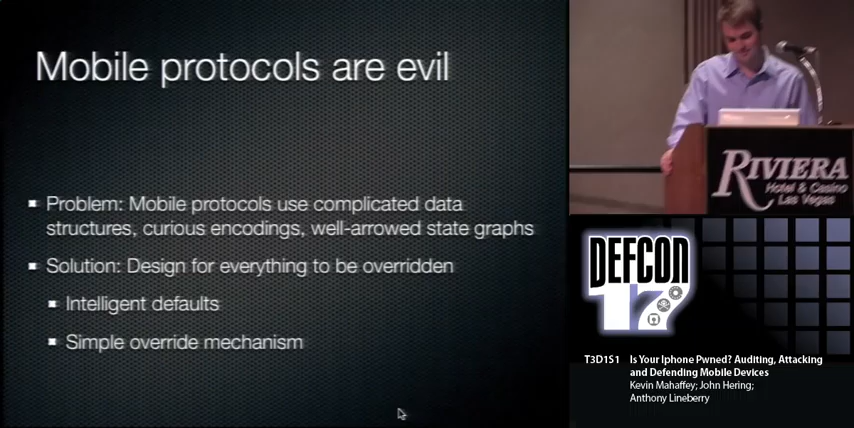 Mobile protocols are evil
Problem: Mobile protocols use complicated data
structures, curious encodings, well-arrowed state graphs
Solution: Design for everything to be overridden
Intelligent defaults
Simple override mechanism
RIVIERA
Hotel & Casino
Las Vegas
DEFCON
17
T3D1S1 Is Your Iphone Pwned? Auditing, Attacking
and Defending Mobile Devices
Kevin Mahaffey; John Hering;
Anthony Lineberry